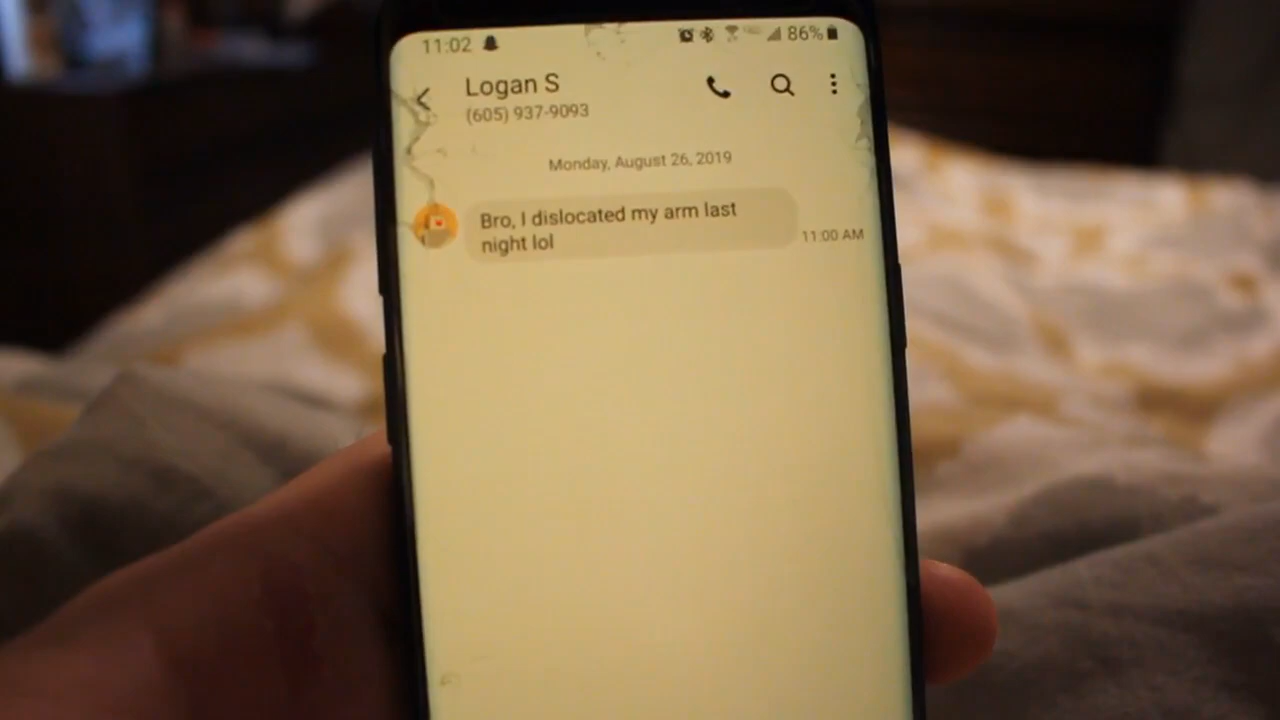 11:02 86%
Logan S
(605) 937-9093
Monday, August 26, 2019
Bro, I dislocated my arm last
night lol
11:00 AM